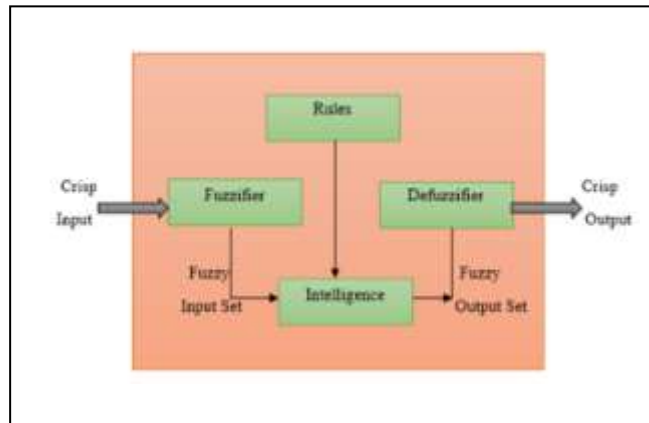 Rules
Crisp
Input
Fuzzifier
Defuzzifier
Crisp
Output
Fuzzy
Input Set
Intelligence
Fuzzy
Output Set